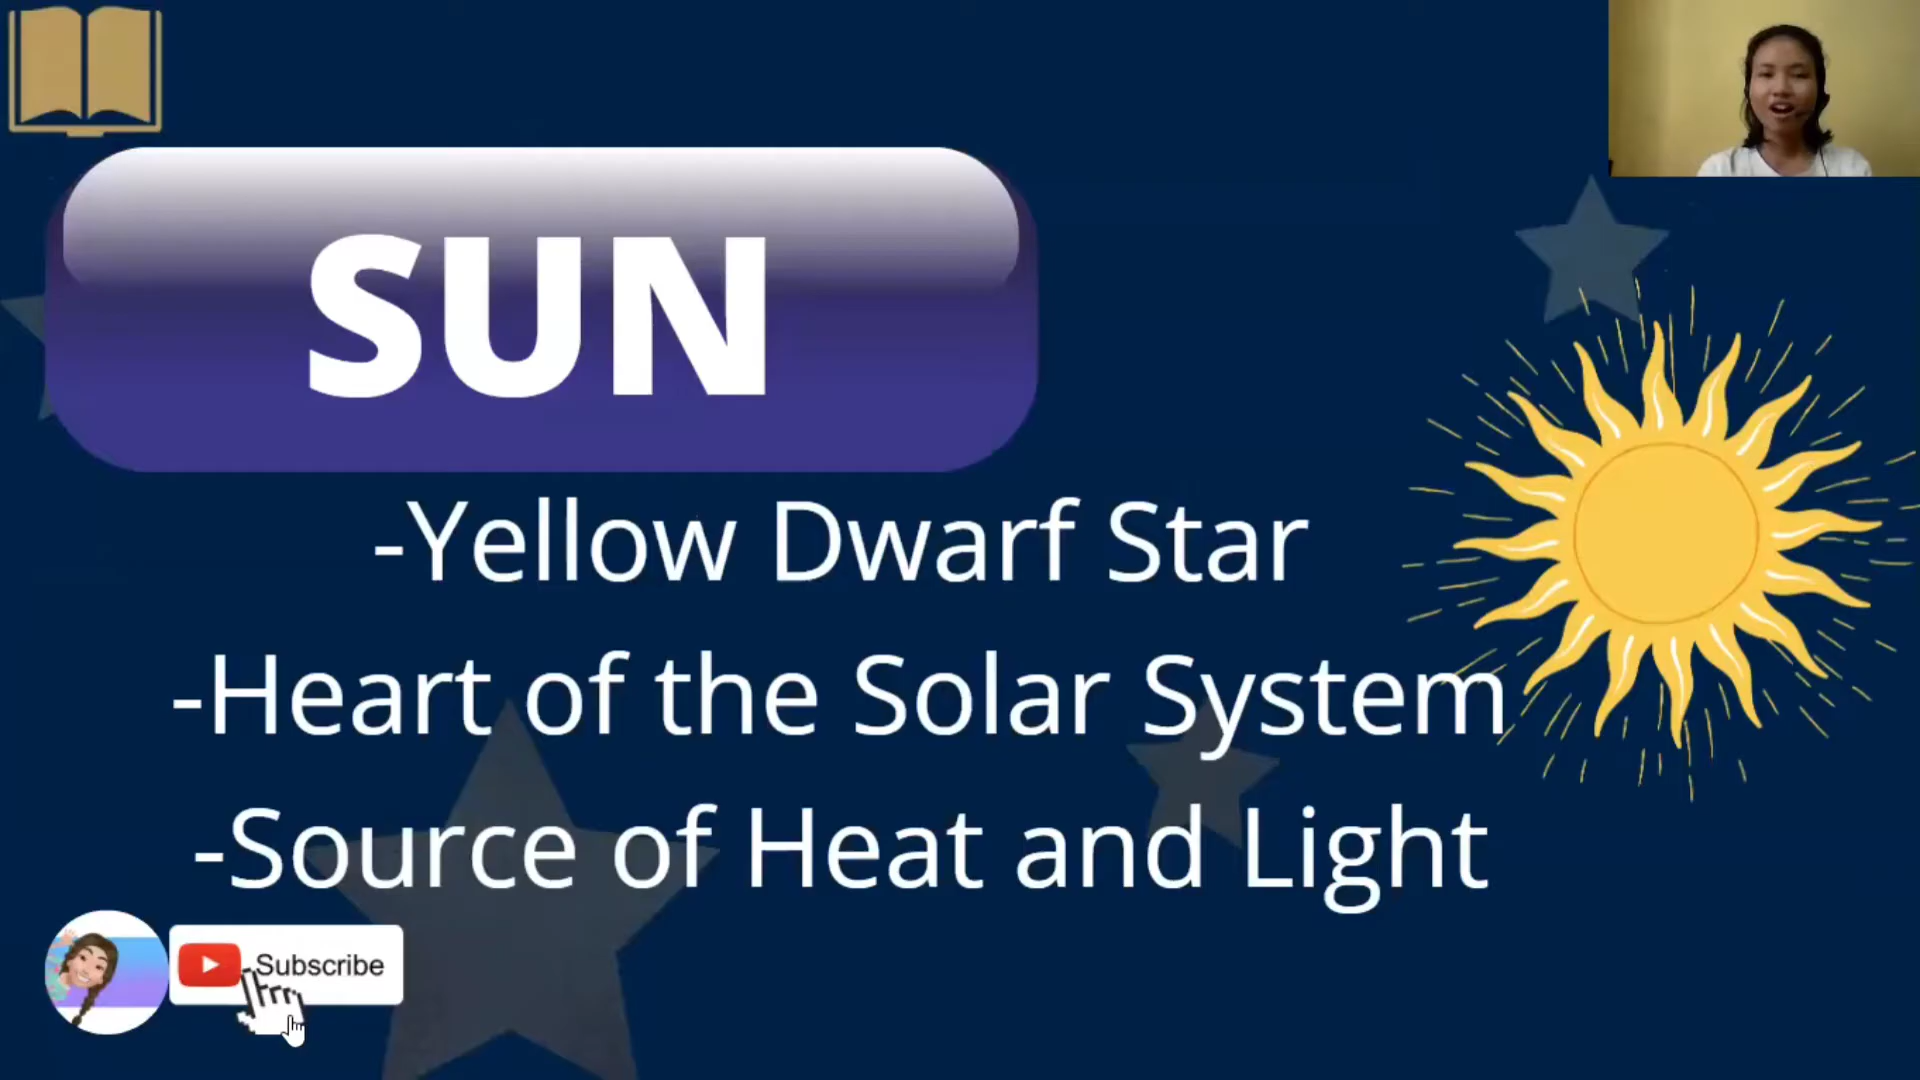 SUN
-Yellow Dwarf Star
-Heart of the Solar System
-Source of Heat and Light
Subscribe